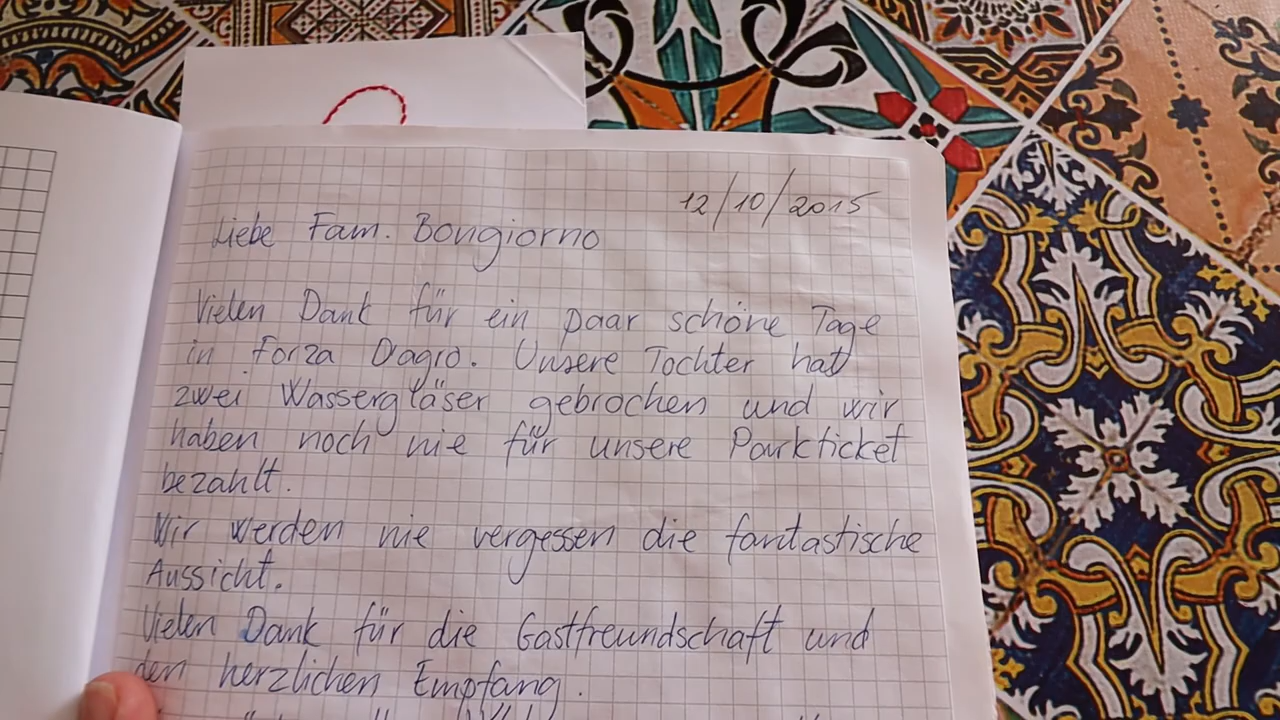 12/10/2015
Liebe Fam. Bongiorno
Vielen Dank für ein paar schöne Tage
in Forza D'agro. Unsere Tochter hat
zwei Wassergläser gebrochen und wir
haben noch nie für unsere Parkticket
bezahlt.
Wir werden nie vergessen die fantastische
Aussicht.
Vielen Dank für die Gastfreundschaft und
den herzlichen Empfang.